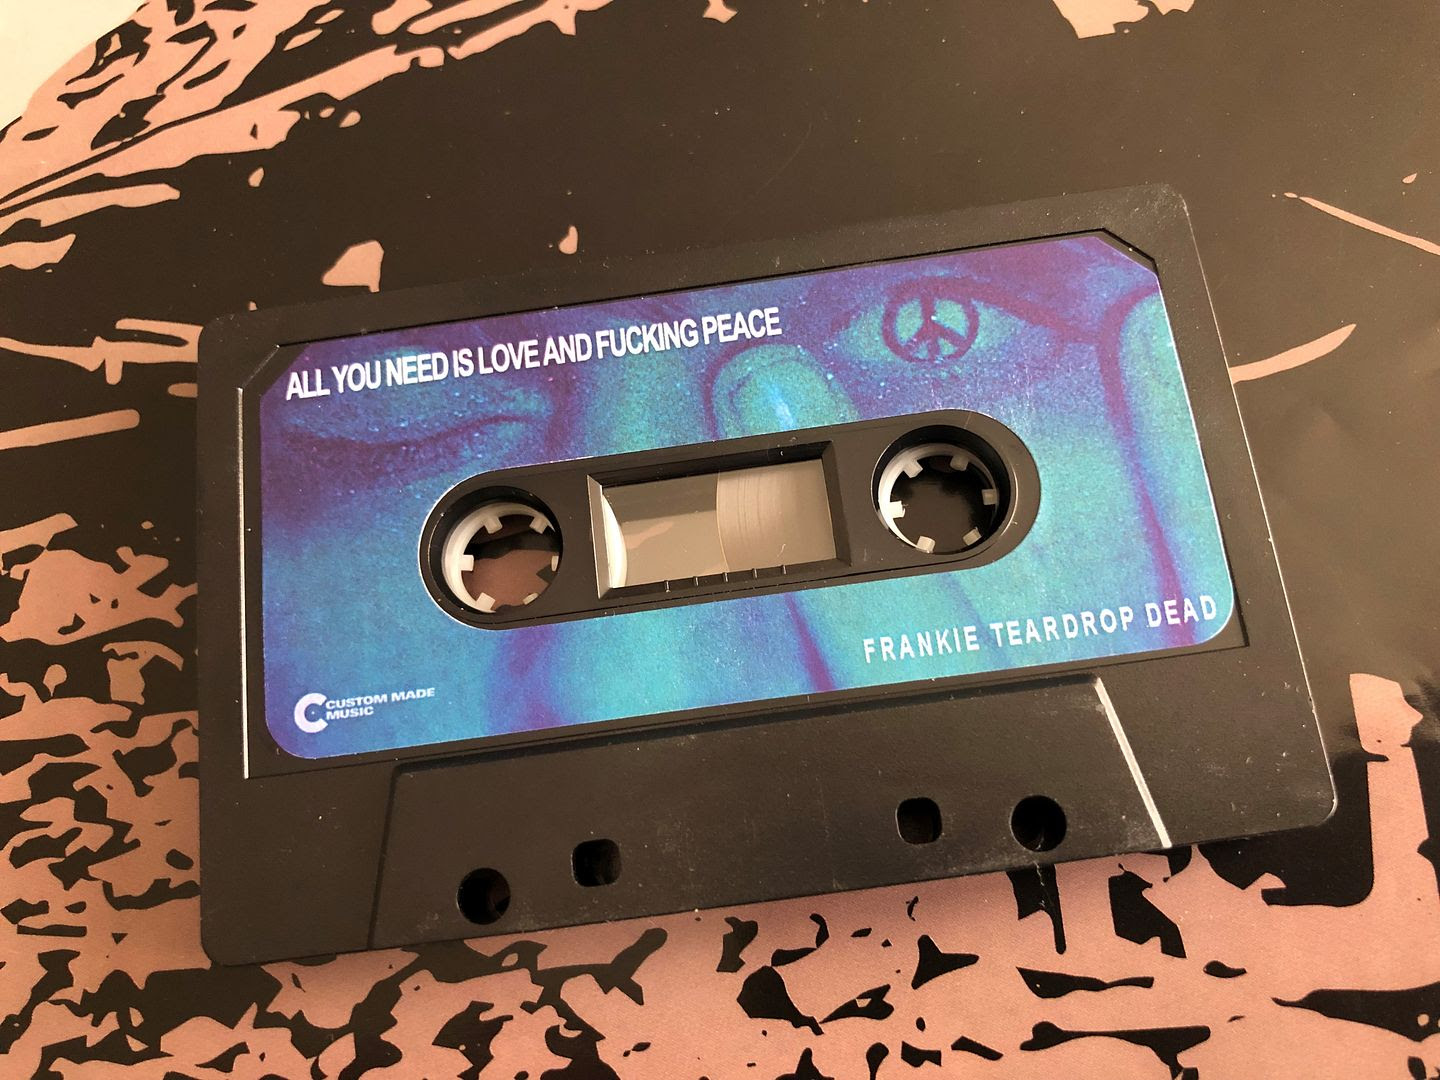 ALL YOU NEED IS LOVE AND FUCKING PEACE
FRANKIE TEARDROP DEAD
CUSTOM MADE
MUSIC